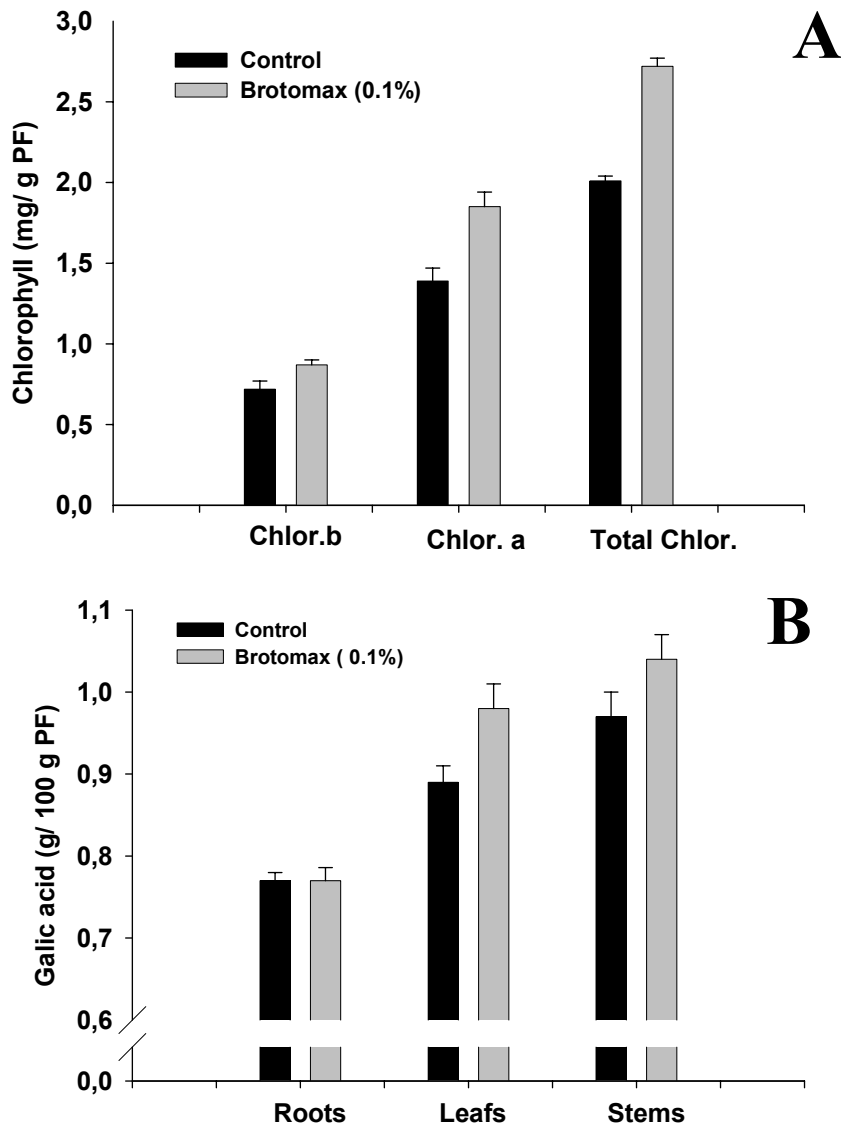 A
Control
Brotomax (0.1%)
Chlorophyll (mg/ g PF)
3,0
2,5
2,0
1,5
1,0
0,5
0,0
Chlor.b Chlor. a Total Chlor.
B
Control
Brotomax ( 0.1%)
Galic acid (g/ 100 g PF)
1,1
1,0
0,9
0,8
0,7
0,6
0,0
Roots Leafs Stems